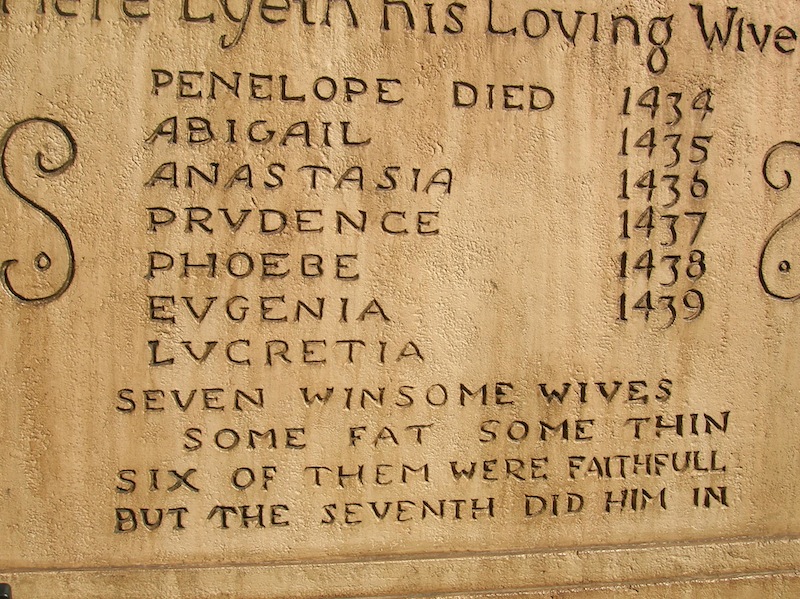 Here Lyeth his Loving Wive
PENELOPE DIED 1434
ABIGAIL 1435
ANASTASIA 1436
PRVDENCE 1437
PHOEBE 1438
EVGENIA 1439
LVCRETIA
SEVEN WINSOME WIVES
SOME FAT SOME THIN
SIX OF THEM WERE FAITHFULL
BUT THE SEVENTH DID HIM IN